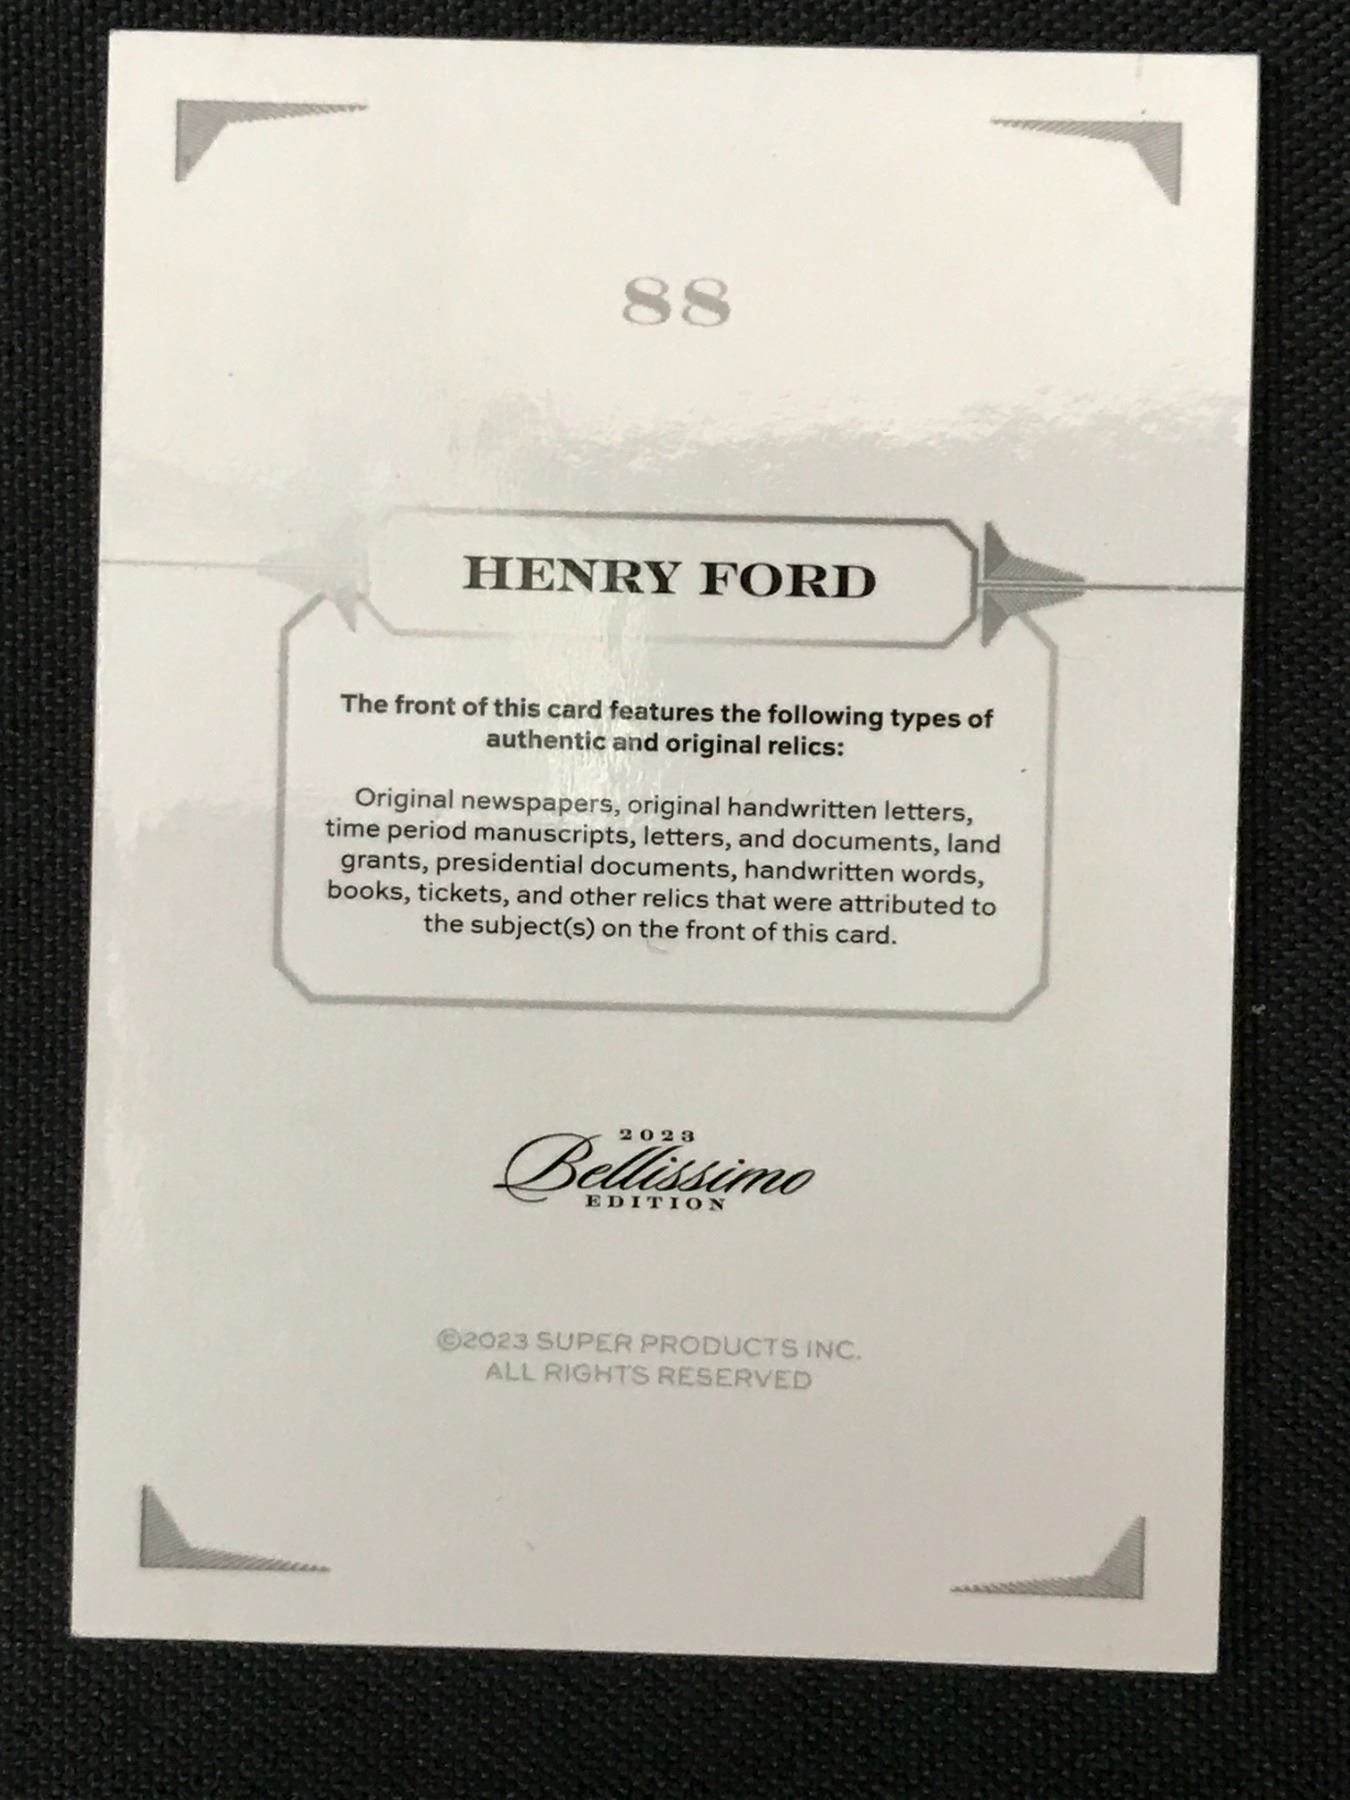 88
HENRY FORD
The front of this card features the following types of
authentic and original relics:
Original newspapers, original handwritten letters,
time period manuscripts, letters, and documents, land
grants, presidential documents, handwritten words,
books, tickets, and other relics that were attributed to
the subject(s) on the front of this card.
2023
Bellissimo
EDITION
©2023 SUPER PRODUCTS INC.
ALL RIGHTS RESERVED